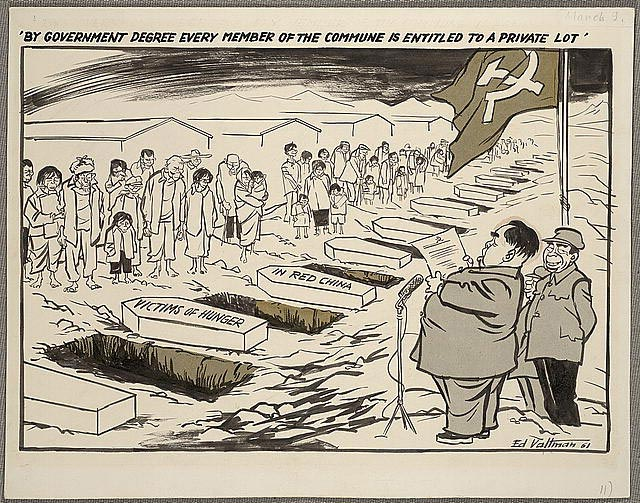 March 9.
'BY GOVERNMENT DEGREE EVERY MEMBER OF THE COMMUNE IS ENTITLED TO A PRIVATE LOT'
IN RED CHINA
VICTIMS OF HUNGER
Ed Valtman 61